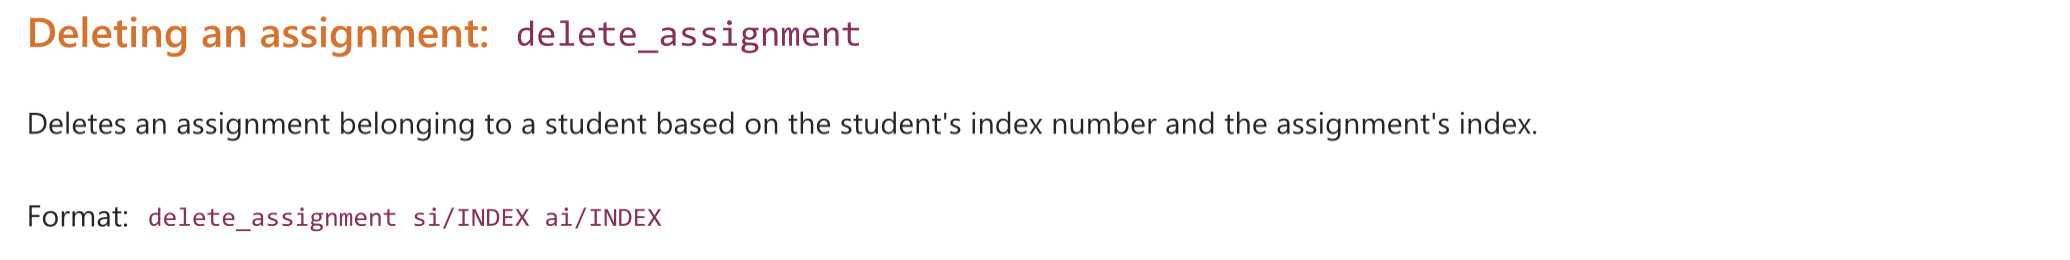 Deleting an assignment: delete_assignment
Deletes an assignment belonging to a student based on the student's index number and the assignment's index.
Format: delete_assignment si/INDEX ai/INDEX